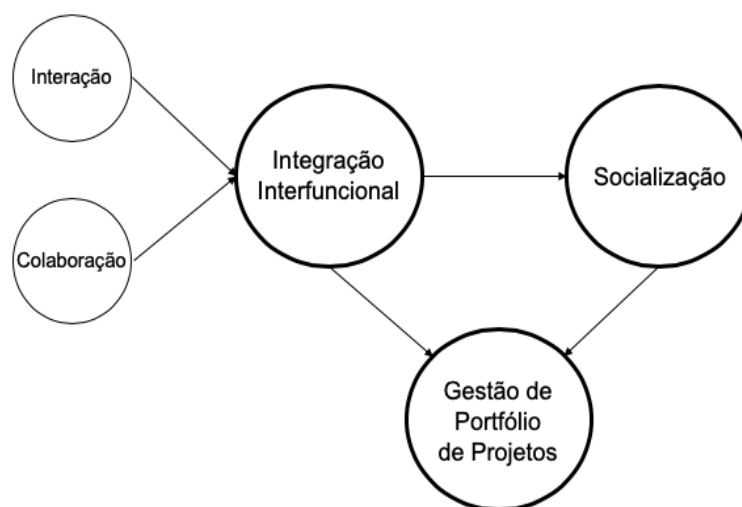 Interação
Integração
Interfuncional
Socialização
Colaboração
Gestão de
Portfólio
de Projetos